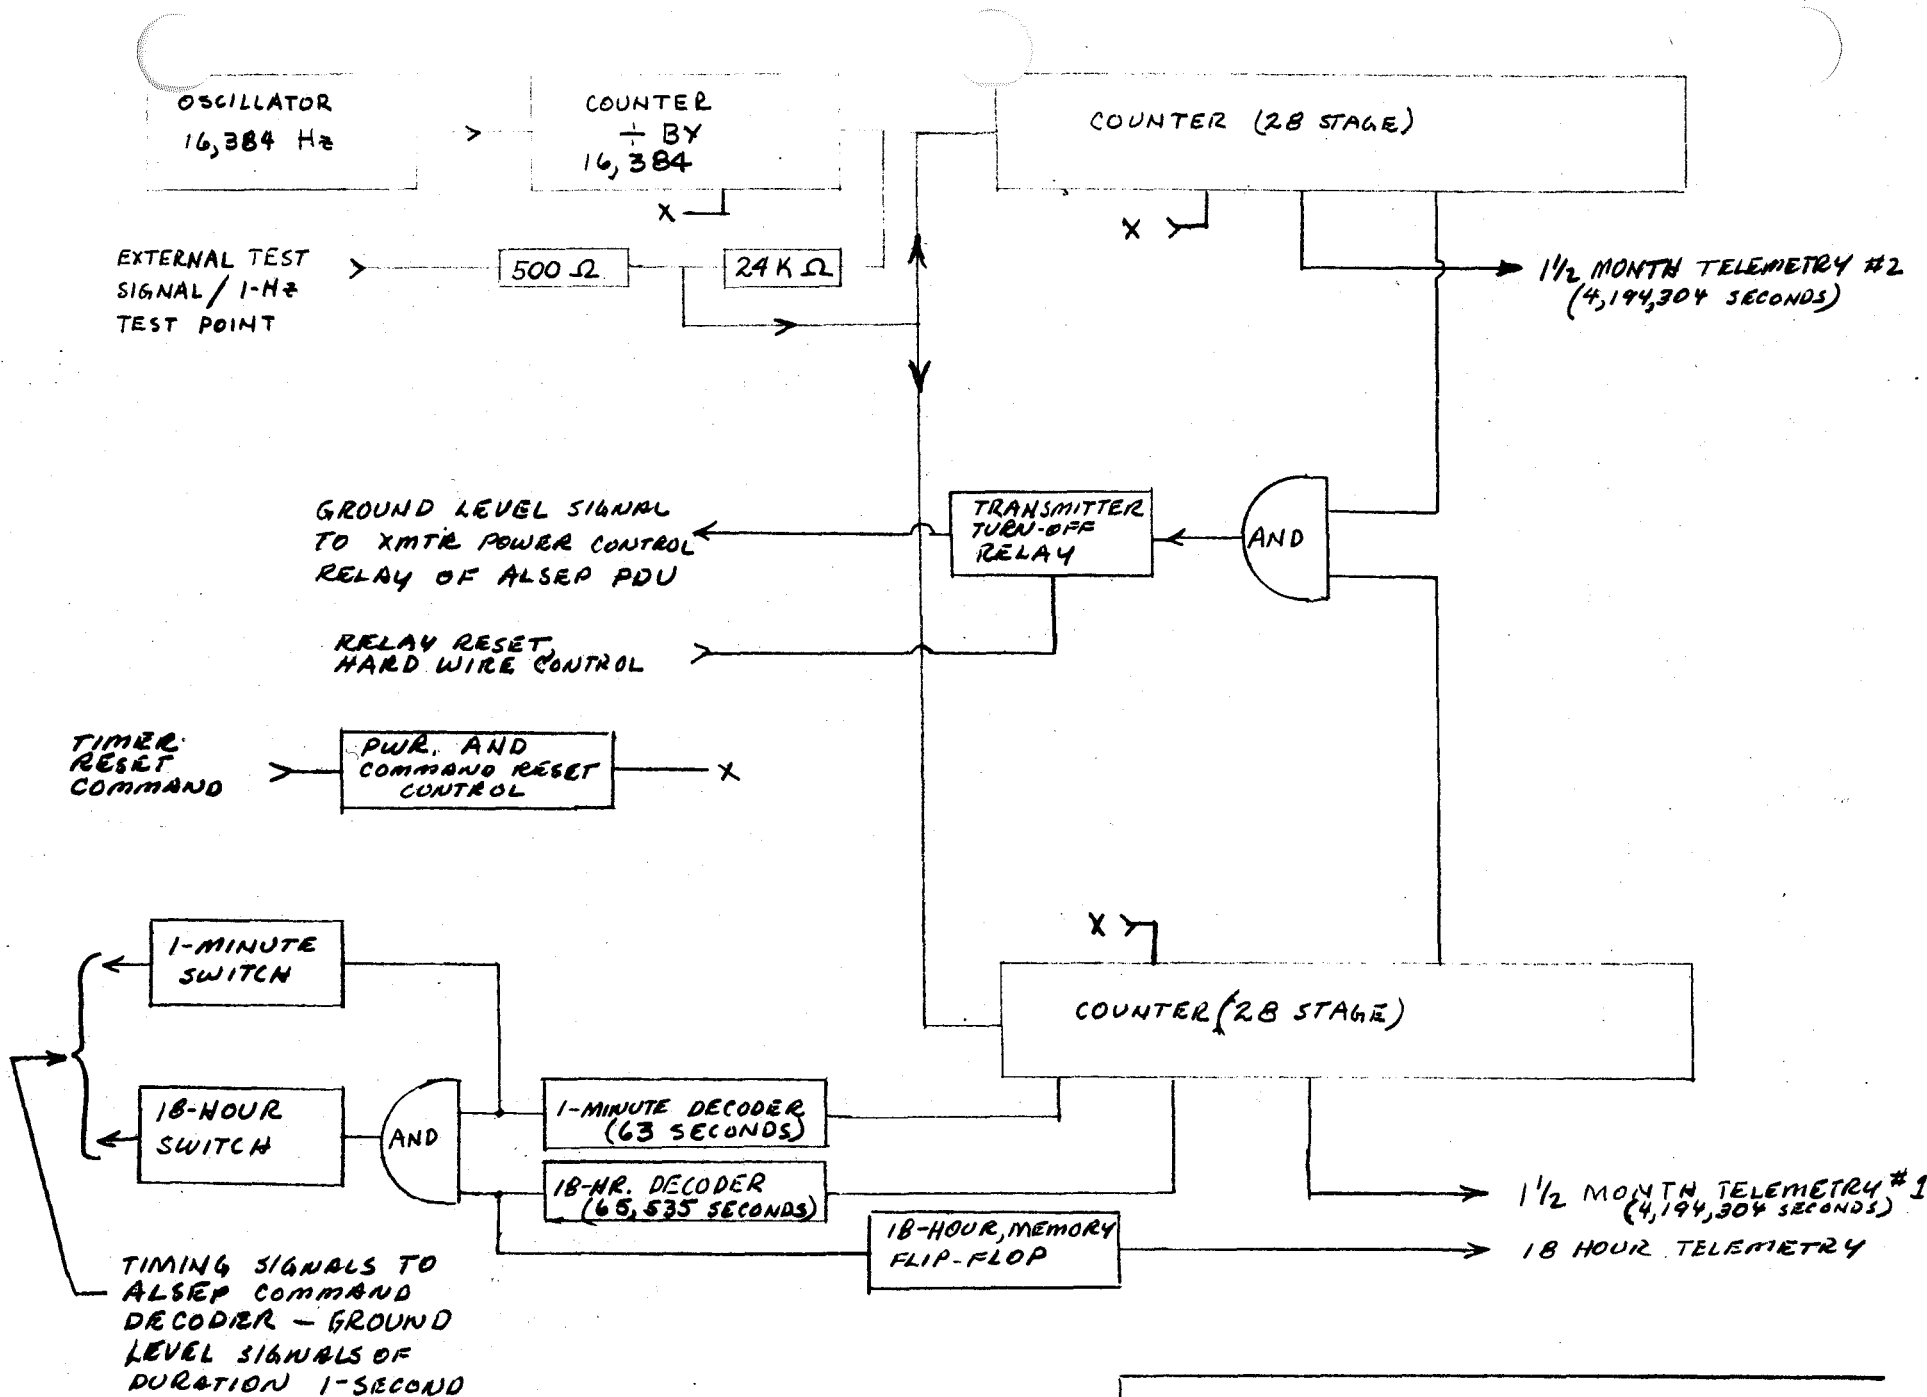 OSCILLATOR
16,384 Hz
COUNTER
÷ BY
16,384
COUNTER (28 STAGE)
X
X
EXTERNAL TEST
SIGNAL / 1-Hz
TEST POINT
500 Ω
24K Ω
1 1/2 MONTH TELEMETRY #2
(4,194,304 SECONDS)
GROUND LEVEL SIGNAL
TO XMTR POWER CONTROL
RELAY OF ALSEP PDU
TRANSMITTER
TURN-OFF
RELAY
AND
RELAY RESET,
HARD WIRE CONTROL
TIMER
RESET
COMMAND
PWR. AND
COMMAND RESET
CONTROL
X
X
1-MINUTE
SWITCH
COUNTER (28 STAGE)
18-HOUR
SWITCH
AND
1-MINUTE DECODER
(63 SECONDS)
18-HR. DECODER
(65,535 SECONDS)
1 1/2 MONTH TELEMETRY #1
(4,194,304 SECONDS)
18-HOUR, MEMORY
FLIP-FLOP
18 HOUR TELEMETRY
TIMING SIGNALS TO
ALSEP COMMAND
DECODER - GROUND
LEVEL SIGNALS OF
DURATION 1-SECOND